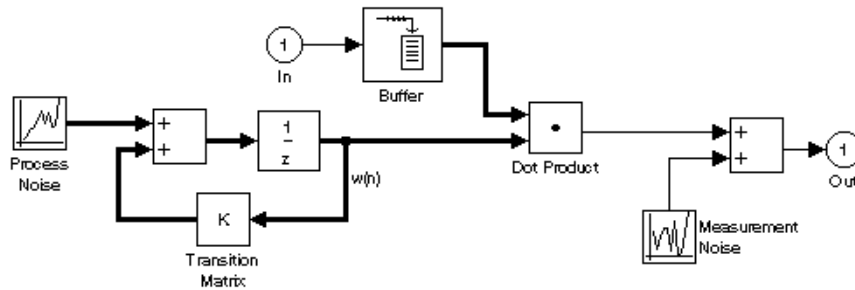 1
In
Buffer
Process
Noise
+
+
1
z
w(n)
K
Transition
Matrix
Dot Product
+
+
1
Out
Measurement
Noise